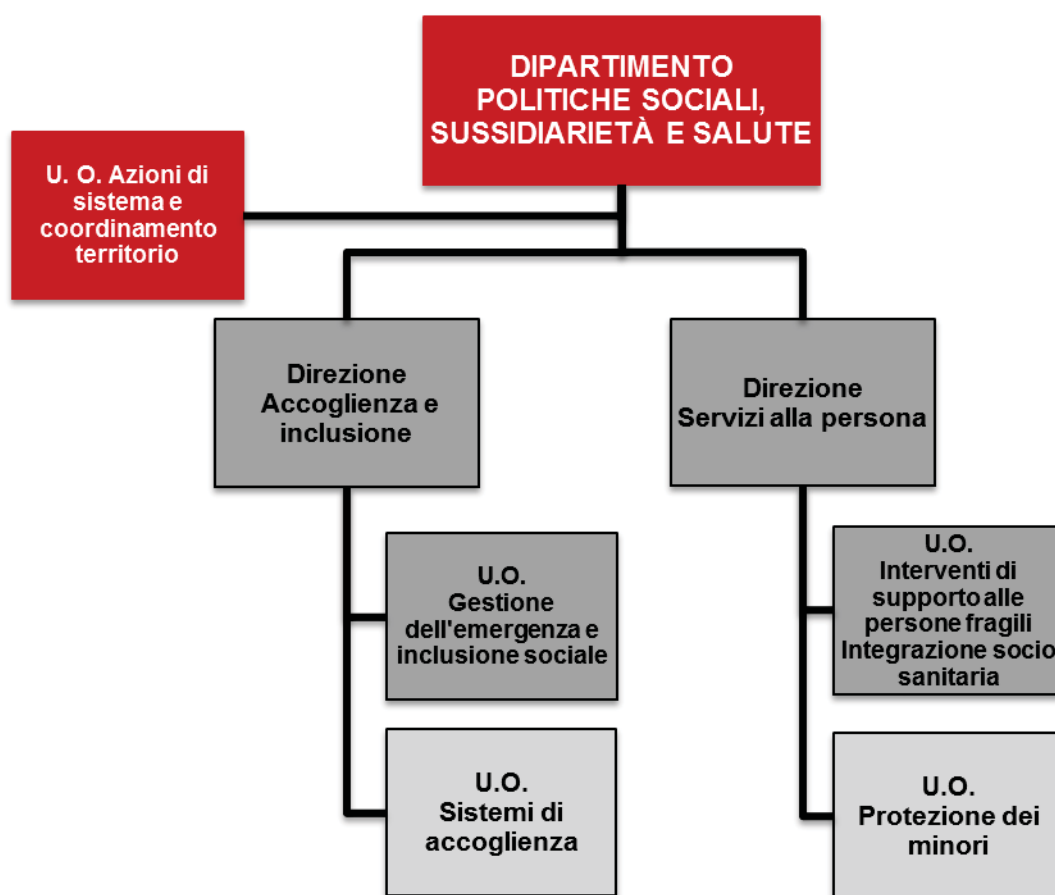 DIPARTIMENTO
POLITICHE SOCIALI,
SUSSIDIARIETÀ E SALUTE
U. O. Azioni di
sistema e
coordinamento
territorio
Direzione
Accoglienza e
inclusione
Direzione
Servizi alla persona
U.O.
Gestione
dell'emergenza e
inclusione sociale
U.O.
Interventi di
supporto alle
persone fragili
Integrazione socio
sanitaria
U.O.
Sistemi di
accoglienza
U.O.
Protezione dei
minori